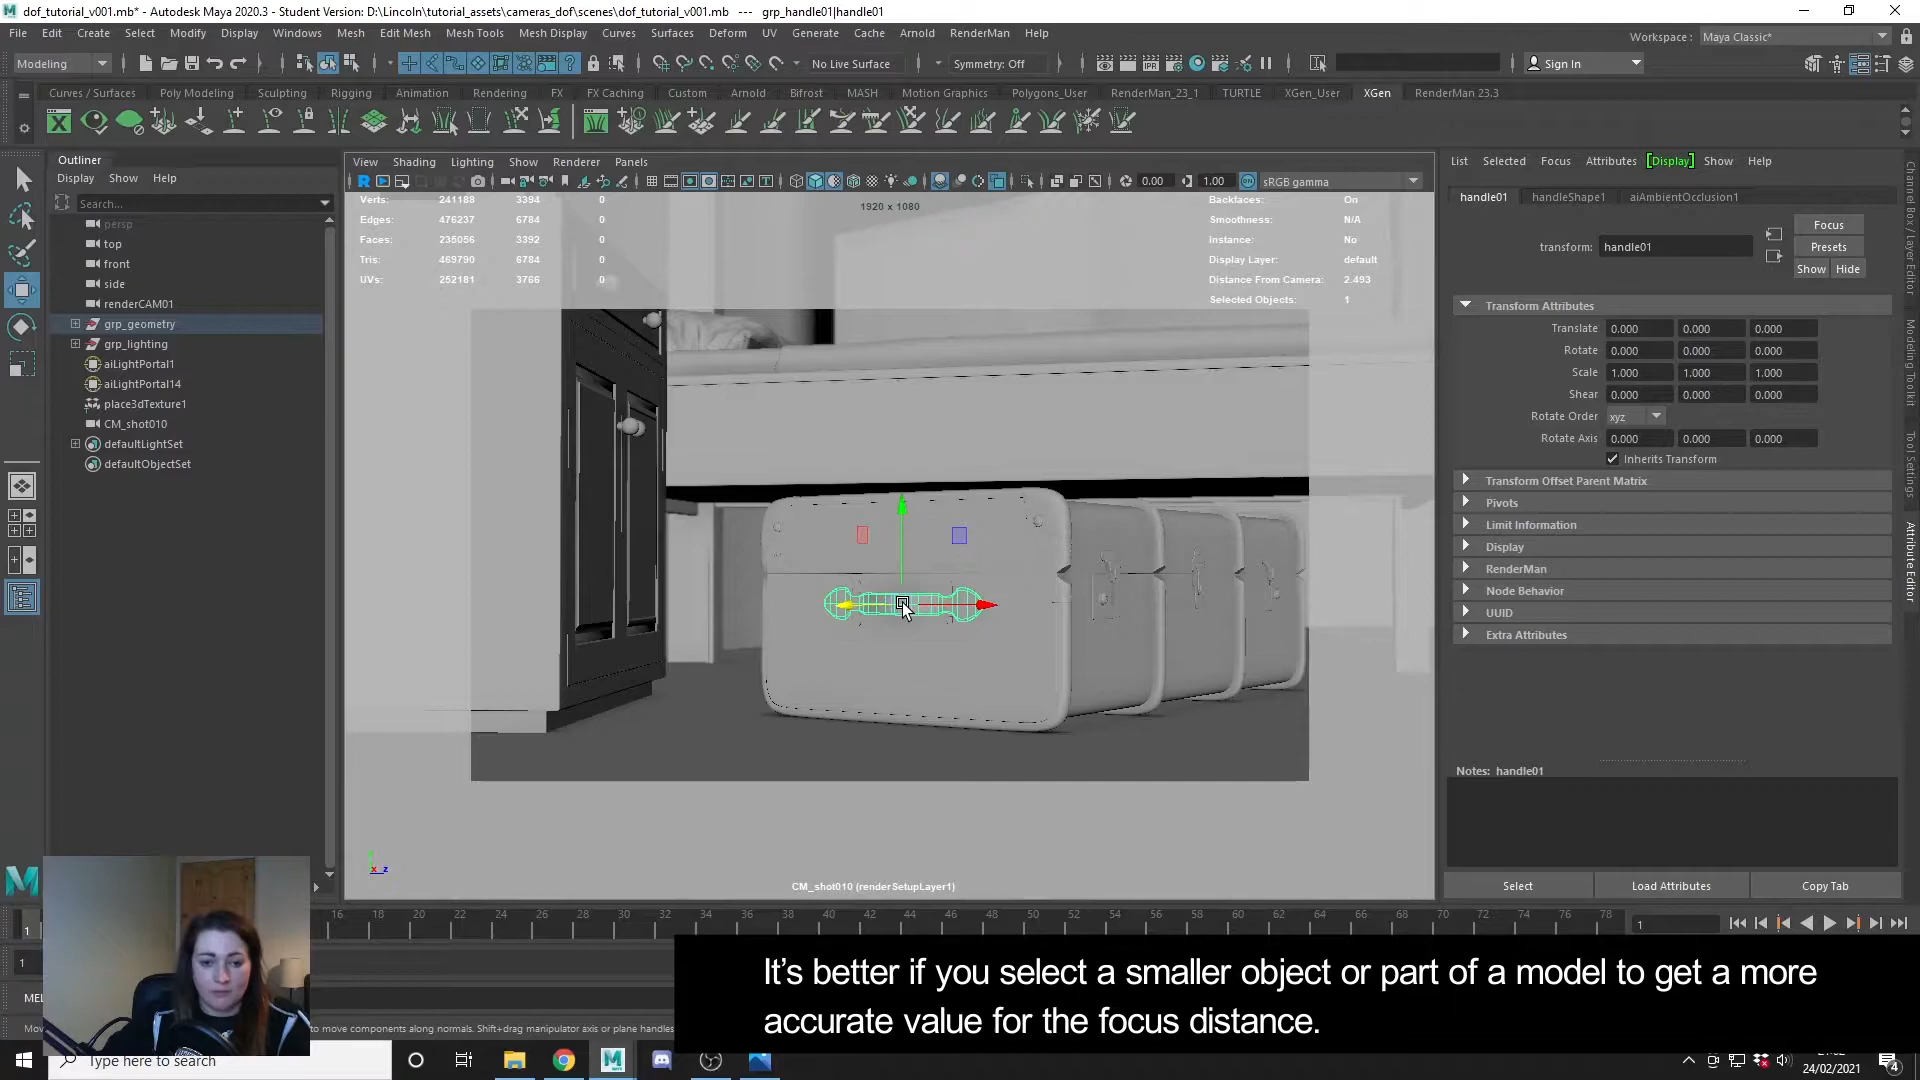 dof_tutorial_v001.mb* - Autodesk Maya 2020.3 - Student Version: D:\Lincoln\tutorial_assets\cameras_dof\scenes\dof_tutorial_v001.mb   ---   grp_handle01|handle01
File Edit Create Select Modify Display Windows Mesh Edit Mesh Mesh Tools Mesh Display Curves Surfaces Deform UV Generate Cache Arnold RenderMan Help
Workspace : Maya Classic*
Modeling
No Live Surface
Symmetry: Off
Sign In
Curves / Surfaces Poly Modeling Sculpting Rigging Animation Rendering FX FX Caching Custom Arnold Bifrost MASH Motion Graphics Polygons_User RenderMan_23_1 TURTLE XGen_User XGen RenderMan 23.3
Outliner
Display Show Help
Search...
persp
top
front
side
renderCAM01
grp_geometry
grp_lighting
aiLightPortal1
aiLightPortal14
place3dTexture1
CM_shot010
defaultLightSet
defaultObjectSet
View Shading Lighting Show Renderer Panels
0.00 1.00 sRGB gamma
1920 x 1080
Verts: 241188 3394 0
Edges: 476237 6784 0
Faces: 235056 3392 0
Tris: 469790 6784 0
UVs: 252181 3766 0
Backfaces: On
Smoothness: N/A
Instance: No
Display Layer: default
Distance From Camera: 2.493
Selected Objects: 1
CM_shot010 (renderSetupLayer1)
List Selected Focus Attributes [Display] Show Help
handle01 handleShape1 aiAmbientOcclusion1
transform: handle01
Focus
Presets
Show Hide
Transform Attributes
Translate 0.000 0.000 0.000
Rotate 0.000 0.000 0.000
Scale 1.000 1.000 1.000
Shear 0.000 0.000 0.000
Rotate Order xyz
Rotate Axis 0.000 0.000 0.000
Inherits Transform
Transform Offset Parent Matrix
Pivots
Limit Information
Display
RenderMan
Node Behavior
UUID
Extra Attributes
Notes: handle01
Select Load Attributes Copy Tab
Channel Box / Layer Editor
Modeling Toolkit
Tool Settings
Attribute Editor
16 18 20 22 24 26 28 30 32 34 36 38 40 42 44 46 48 50 52 54 56 58 60 62 64 66 68 70 72 74 76 78
1
1
1
MEL
Mov
to move components along normals. Shift+drag manipulator axis or plane handles
It's better if you select a smaller object or part of a model to get a more
accurate value for the focus distance.
Type here to search
24/02/2021
4